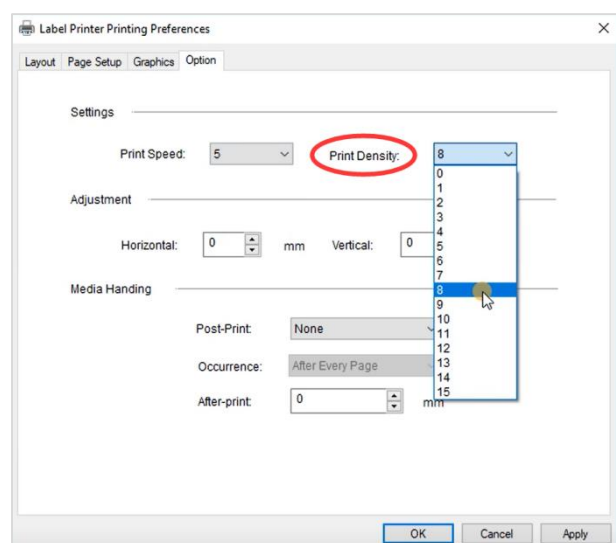 Label Printer Printing Preferences
Layout Page Setup Graphics Option
Settings
Print Speed: 5 Print Density: 8
0
1
2
3
4
5
6
7
8
9
10
11
12
13
14
15
Adjustment
Horizontal: 0 mm Vertical: 0
Media Handing
Post-Print: None
Occurrence: After Every Page
After-print: 0 mm
OK Cancel Apply